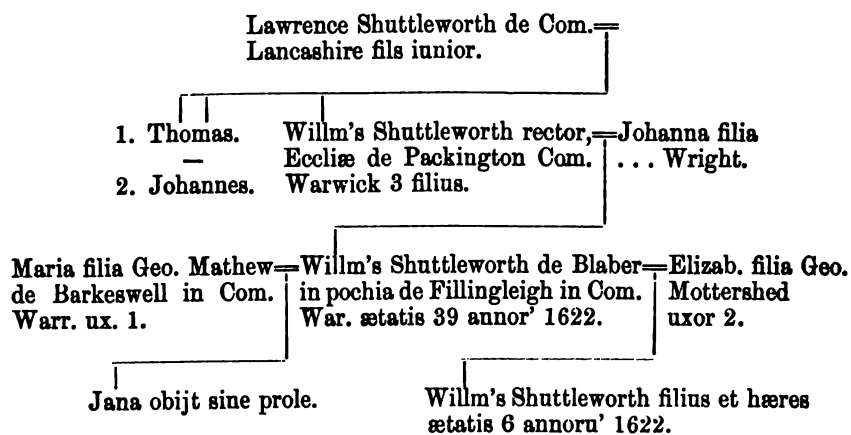 Lawrence Shuttleworth de Com.=
Lancashire fils iunior.
1. Thomas.
—
2. Johannes.
Willm's Shuttleworth rector,=Johanna filia
Eccliæ de Packington Com. ... Wright.
Warwick 3 filius.
Maria filia Geo. Mathew=Willm's Shuttleworth de Blaber=Elizab. filia Geo.
de Barkeswell in Com. in pochia de Fillingleigh in Com. Mottershed
Warr. ux. 1. War. ætatis 39 annor' 1622. uxor 2.
Jana obijt sine prole.
Willm's Shuttleworth filius et hæres
ætatis 6 annoru' 1622.